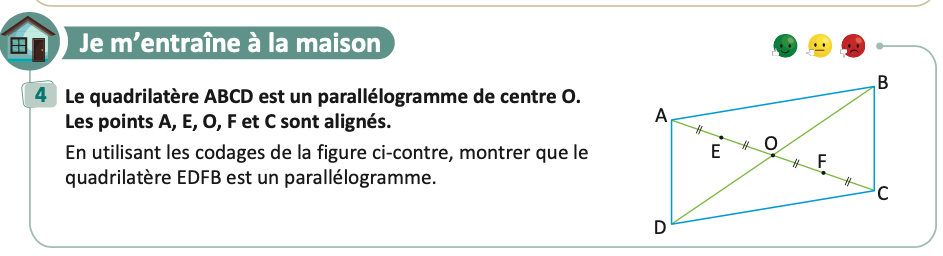 Je m’entraîne à la maison
4 Le quadrilatère ABCD est un parallélogramme de centre O.
Les points A, E, O, F et C sont alignés.
En utilisant les codages de la figure ci-contre, montrer que le
quadrilatère EDFB est un parallélogramme.
B
A
O
E
F
C
D